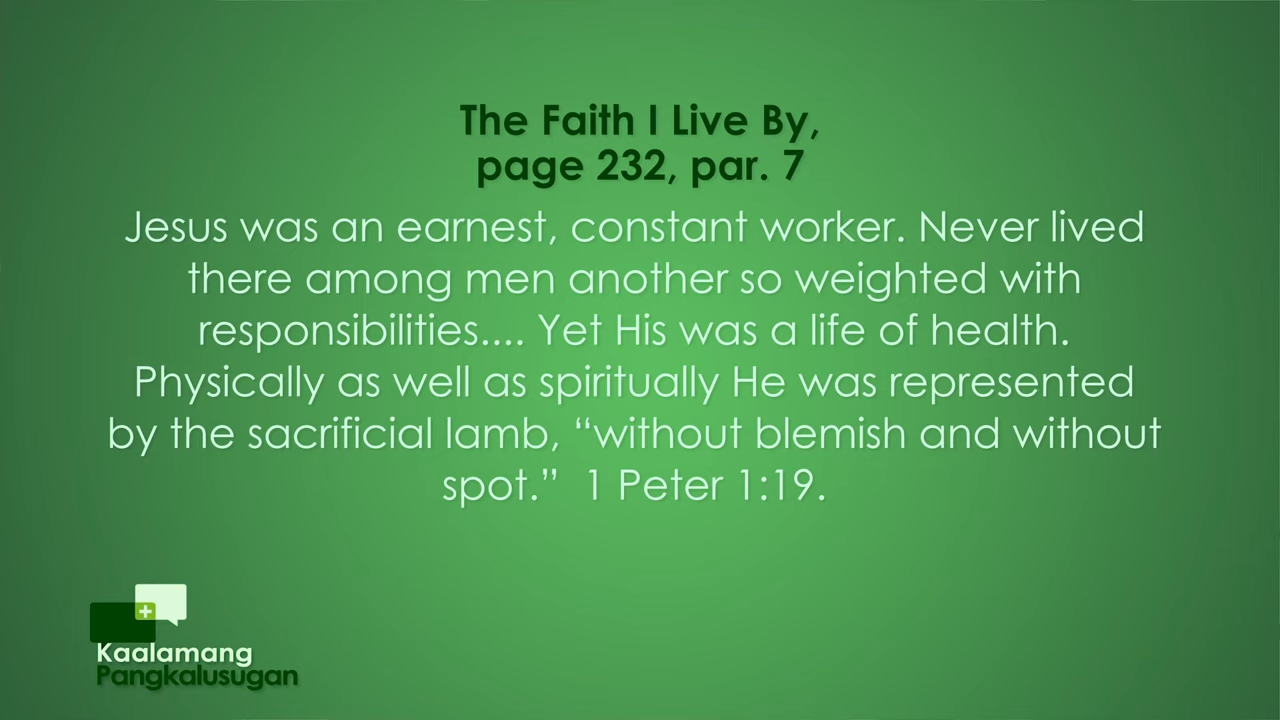 The Faith I Live By,
page 232, par. 7
Jesus was an earnest, constant worker. Never lived
there among men another so weighted with
responsibilities.... Yet His was a life of health.
Physically as well as spiritually He was represented
by the sacrificial lamb, “without blemish and without
spot.”  1 Peter 1:19.
Kaalamang
Pangkalusugan